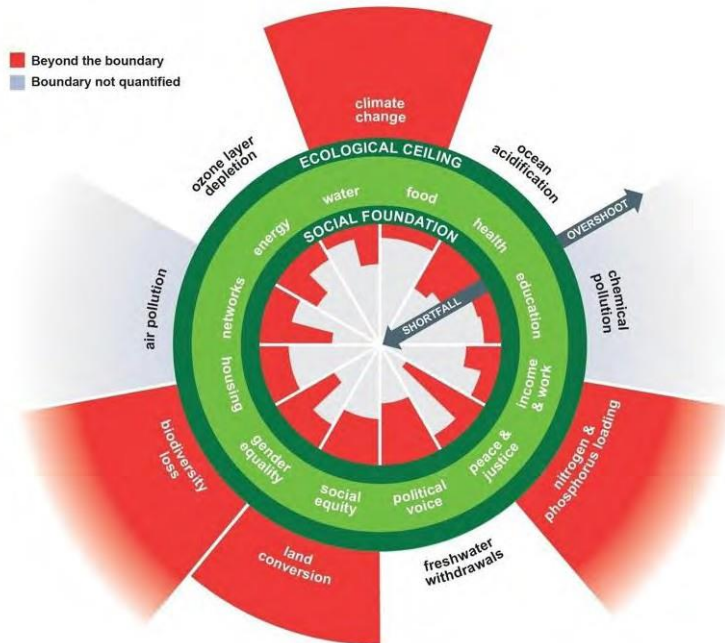 Beyond the boundary
Boundary not quantified
climate
change
ozone layer
depletion
ocean
acidification
ECOLOGICAL CEILING
water
food
energy
health
SOCIAL FOUNDATION
OVERSHOOT
networks
education
SHORTFALL
air pollution
chemical
pollution
housing
income
& work
gender
equality
peace &
justice
social
equity
political
voice
biodiversity
loss
nitrogen &
phosphorus loading
land
conversion
freshwater
withdrawals